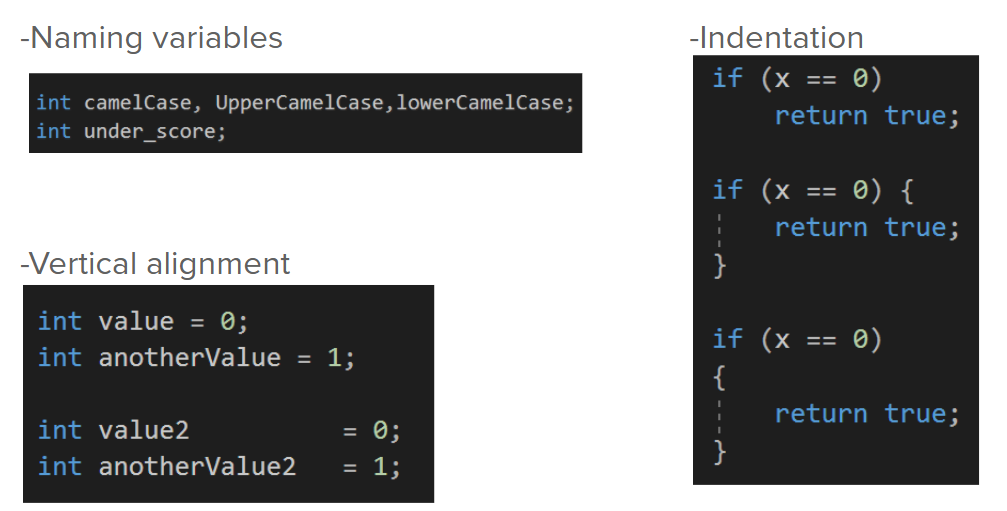 -Naming variables
int camelCase, UpperCamelCase,lowerCamelCase;
int under_score;
-Vertical alignment
int value = 0;
int anotherValue = 1;
int value2          = 0;
int anotherValue2   = 1;
-Indentation
if (x == 0)
    return true;
if (x == 0) {
    return true;
}
if (x == 0)
{
    return true;
}